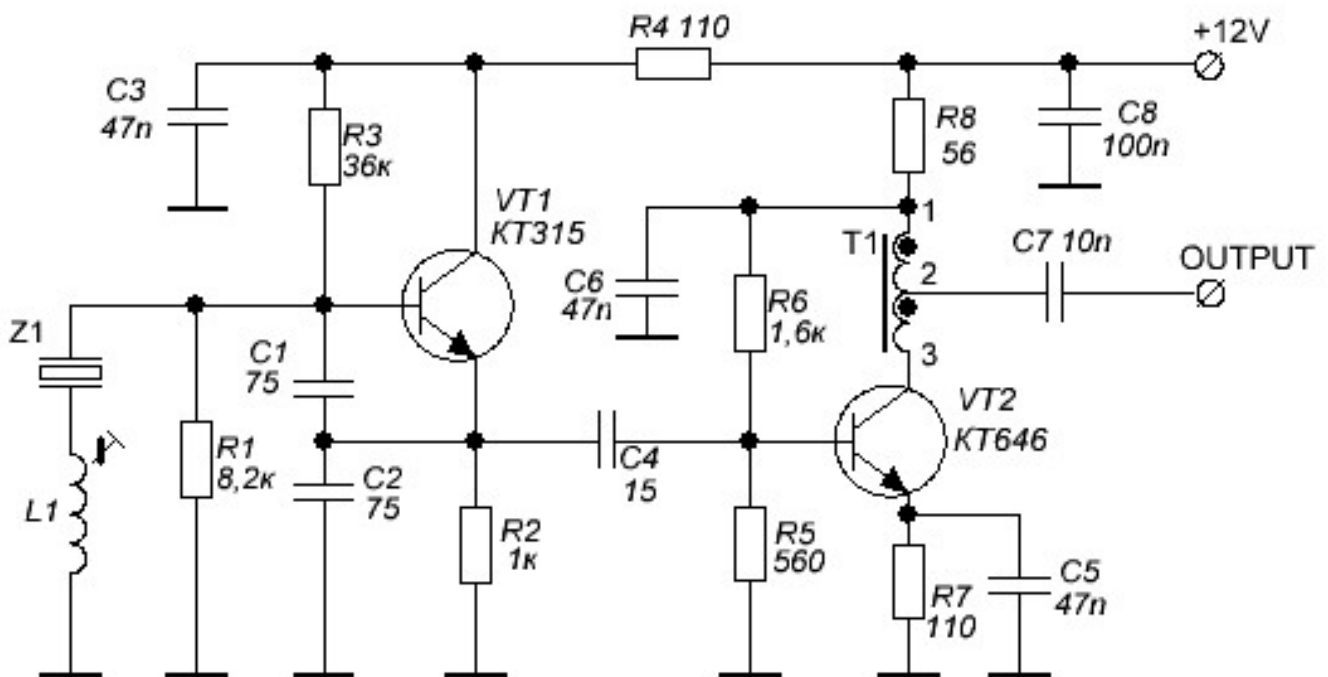 R4 110
+12V
C3
47n
R3
36к
R8
56
C8
100n
VT1
КТ315
1
T1
C7 10n
OUTPUT
2
C6
47n
R6
1,6к
Z1
C1
75
3
VT2
КТ646
R1
8,2к
C2
75
C4
15
L1
R2
1к
R5
560
R7
110
C5
47n